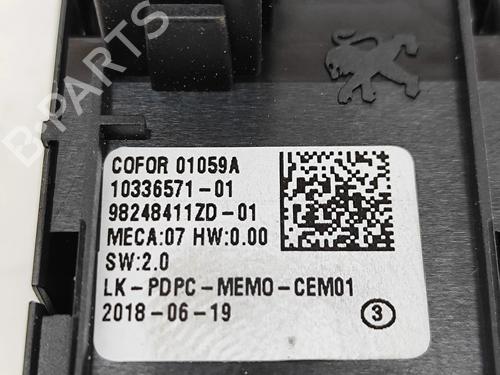 B-PARTS
COFOR 01059A
10336571-01
98248411ZD-01
MECA:07 HW:0.00
SW:2.0
LK-PDPC-MEMO-CEM01
2018-06-19
3